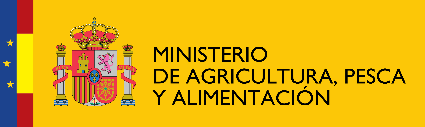 MINISTERIO
DE AGRICULTURA, PESCA
Y ALIMENTACIÓN